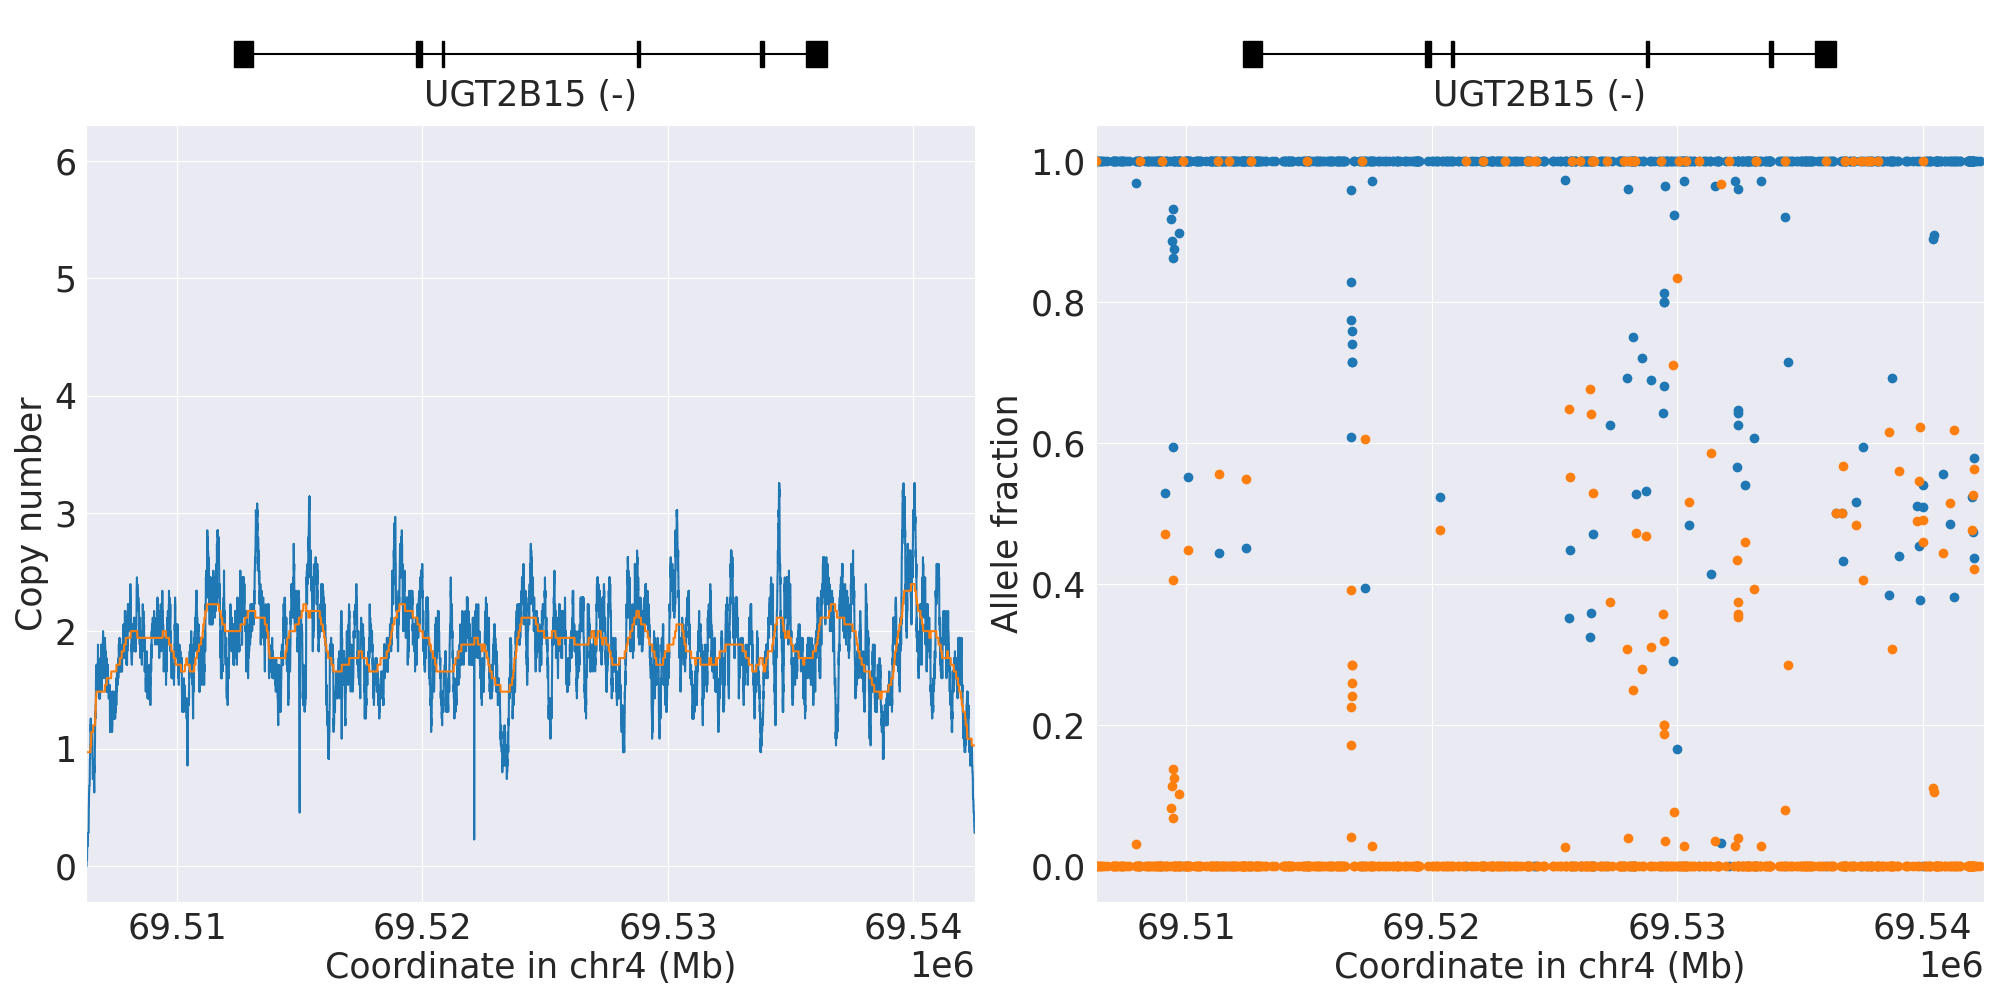 UGT2B15 (-)
Copy number
6
5
4
3
2
1
0
69.51 69.52 69.53 69.54
Coordinate in chr4 (Mb)
1e6
UGT2B15 (-)
Allele fraction
1.0
0.8
0.6
0.4
0.2
0.0
69.51 69.52 69.53 69.54
Coordinate in chr4 (Mb)
1e6